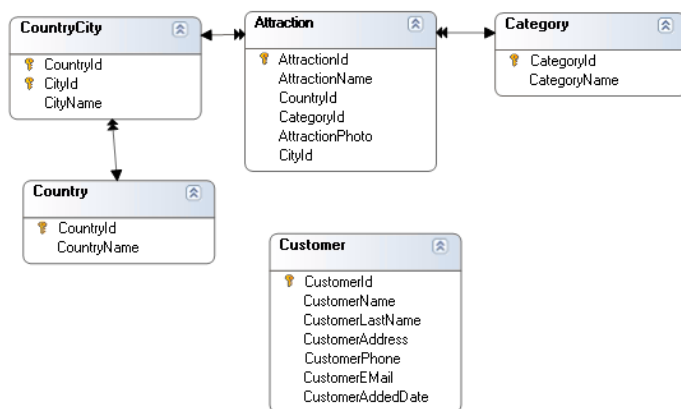 CountryCity
CountryId
CityId
CityName
Attraction
AttractionId
AttractionName
CountryId
CategoryId
AttractionPhoto
CityId
Category
CategoryId
CategoryName
Country
CountryId
CountryName
Customer
CustomerId
CustomerName
CustomerLastName
CustomerAddress
CustomerPhone
CustomerEMail
CustomerAddedDate